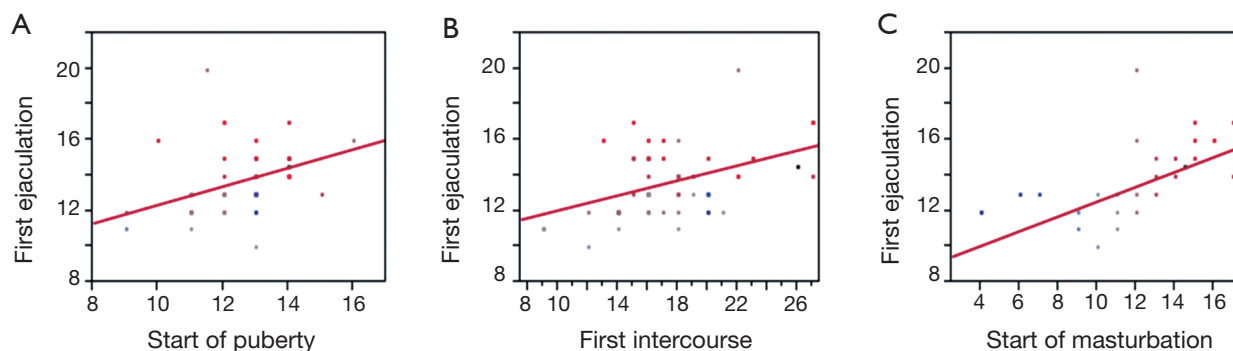 A
First ejaculation
20
16
12
8
8 10 12 14 16
Start of puberty
B
First ejaculation
20
16
12
8
8 10 14 18 22 26
First intercourse
C
First ejaculation
20
16
12
8
4 6 8 10 12 14 16
Start of masturbation